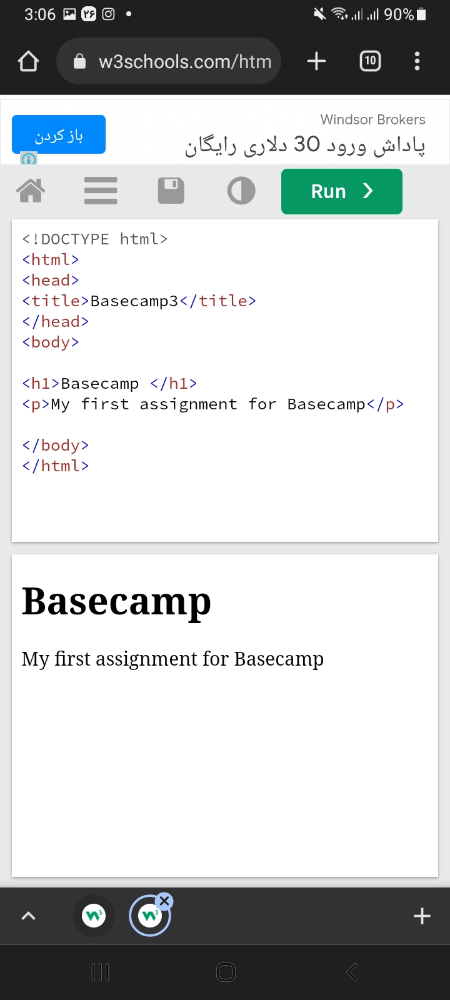 3:06 ۲۶ 90%
w3schools.com/htm
10
Windsor Brokers
باز کردن
پاداش ورود 30 دلاری رایگان
Run ❯
<!DOCTYPE html>
<html>
<head>
<title>Basecamp3</title>
</head>
<body>
<h1>Basecamp </h1>
<p>My first assignment for Basecamp</p>
</body>
</html>
Basecamp
My first assignment for Basecamp